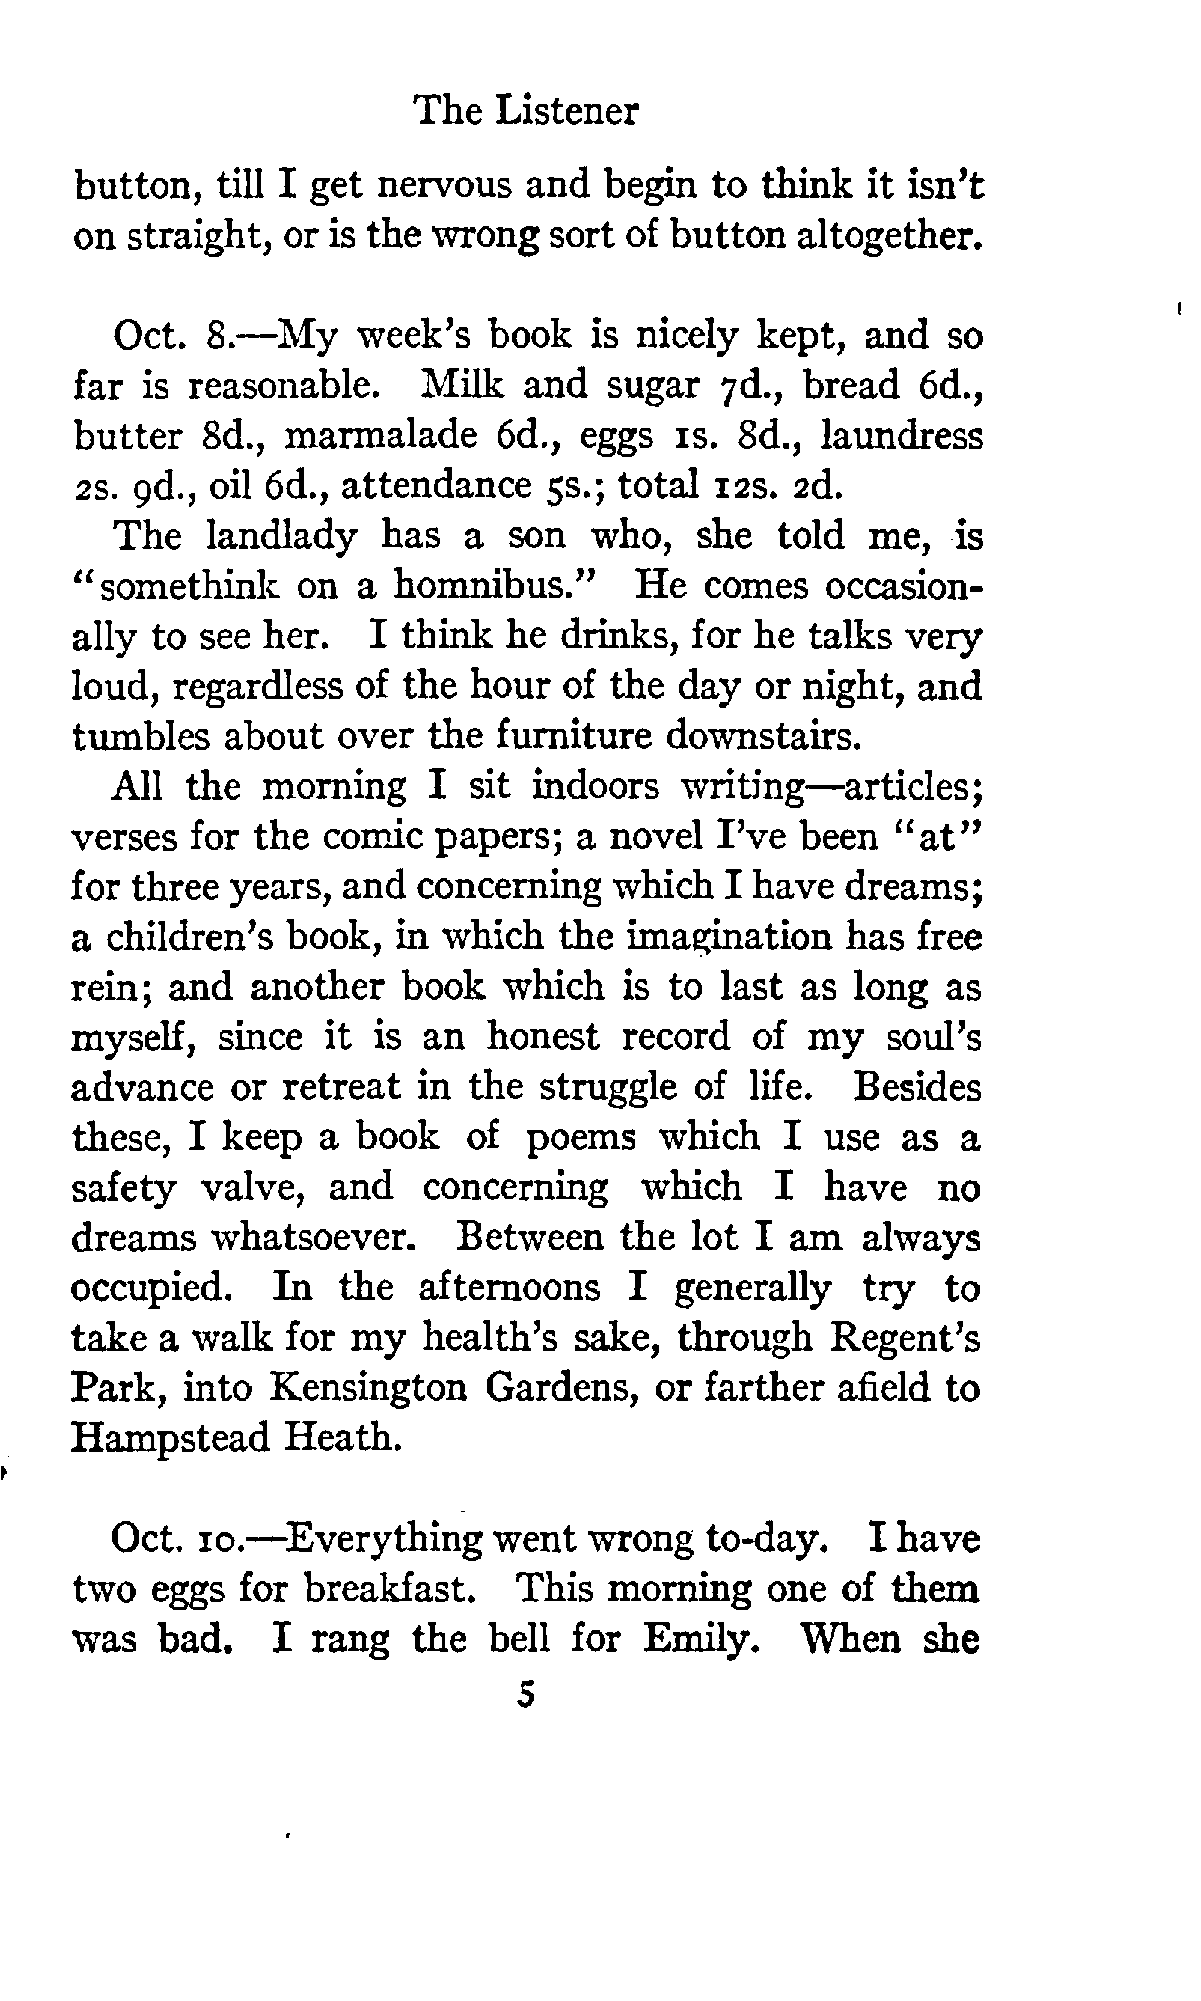 The Listener
button, till I get nervous and begin to think it isn't
on straight, or is the wrong sort of button altogether.
Oct. 8.—My week's book is nicely kept, and so
far is reasonable. Milk and sugar 7d., bread 6d.,
butter 8d., marmalade 6d., eggs 1s. 8d., laundress
2s. 9d., oil 6d., attendance 5s.; total 12s. 2d.
The landlady has a son who, she told me, is
"somethink on a homnibus." He comes occasion-
ally to see her. I think he drinks, for he talks very
loud, regardless of the hour of the day or night, and
tumbles about over the furniture downstairs.
All the morning I sit indoors writing—articles;
verses for the comic papers; a novel I've been "at"
for three years, and concerning which I have dreams;
a children's book, in which the imagination has free
rein; and another book which is to last as long as
myself, since it is an honest record of my soul's
advance or retreat in the struggle of life. Besides
these, I keep a book of poems which I use as a
safety valve, and concerning which I have no
dreams whatsoever. Between the lot I am always
occupied. In the afternoons I generally try to
take a walk for my health's sake, through Regent's
Park, into Kensington Gardens, or farther afield to
Hampstead Heath.
Oct. 10.—Everything went wrong to-day. I have
two eggs for breakfast. This morning one of them
was bad. I rang the bell for Emily. When she
5